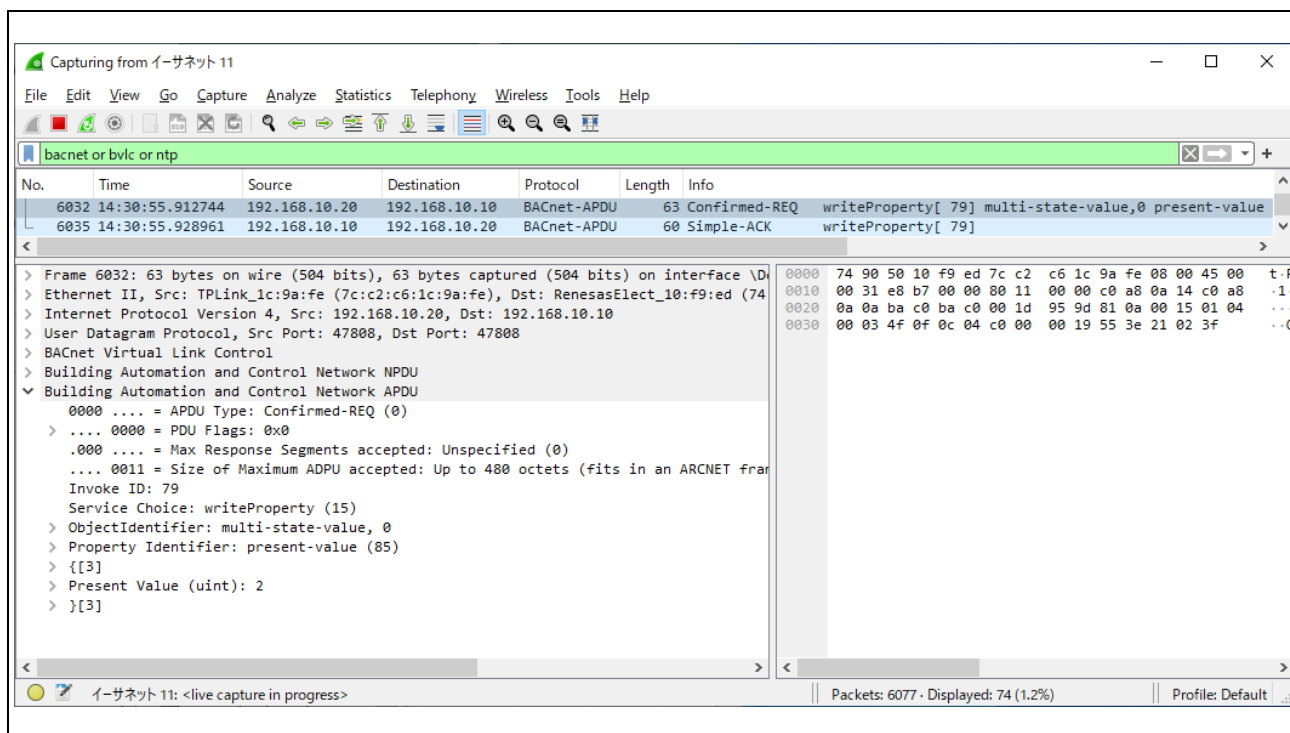 Capturing from イーサネット 11
File Edit View Go Capture Analyze Statistics Telephony Wireless Tools Help
bacnet or bvlc or ntp
No. Time Source Destination Protocol Length Info
6032 14:30:55.912744 192.168.10.20 192.168.10.10 BACnet-APDU 63 Confirmed-REQ writeProperty[ 79] multi-state-value,0 present-value
6035 14:30:55.928961 192.168.10.10 192.168.10.20 BACnet-APDU 60 Simple-ACK writeProperty[ 79]
> Frame 6032: 63 bytes on wire (504 bits), 63 bytes captured (504 bits) on interface \De
> Ethernet II, Src: TPLink_1c:9a:fe (7c:c2:c6:1c:9a:fe), Dst: RenesasElect_10:f9:ed (74
> Internet Protocol Version 4, Src: 192.168.10.20, Dst: 192.168.10.10
> User Datagram Protocol, Src Port: 47808, Dst Port: 47808
> BACnet Virtual Link Control
> Building Automation and Control Network NPDU
Building Automation and Control Network APDU
0000 .... = APDU Type: Confirmed-REQ (0)
> .... 0000 = PDU Flags: 0x0
.000 .... = Max Response Segments accepted: Unspecified (0)
.... 0011 = Size of Maximum ADPU accepted: Up to 480 octets (fits in an ARCNET fram
Invoke ID: 79
Service Choice: writeProperty (15)
> ObjectIdentifier: multi-state-value, 0
> Property Identifier: present-value (85)
> {[3]
> Present Value (uint): 2
> }[3]
0000 74 90 50 10 f9 ed 7c c2 c6 1c 9a fe 08 00 45 00 t·P
0010 00 31 e8 b7 00 00 80 11 00 00 c0 a8 0a 14 c0 a8 ·1·
0020 0a 0a ba c0 ba c0 00 1d 95 9d 81 0a 00 15 01 04 ···
0030 00 03 4f 0f 0c 04 c0 00 00 19 55 3e 21 02 3f ··O
イーサネット 11: <live capture in progress>
Packets: 6077 · Displayed: 74 (1.2%)
Profile: Default